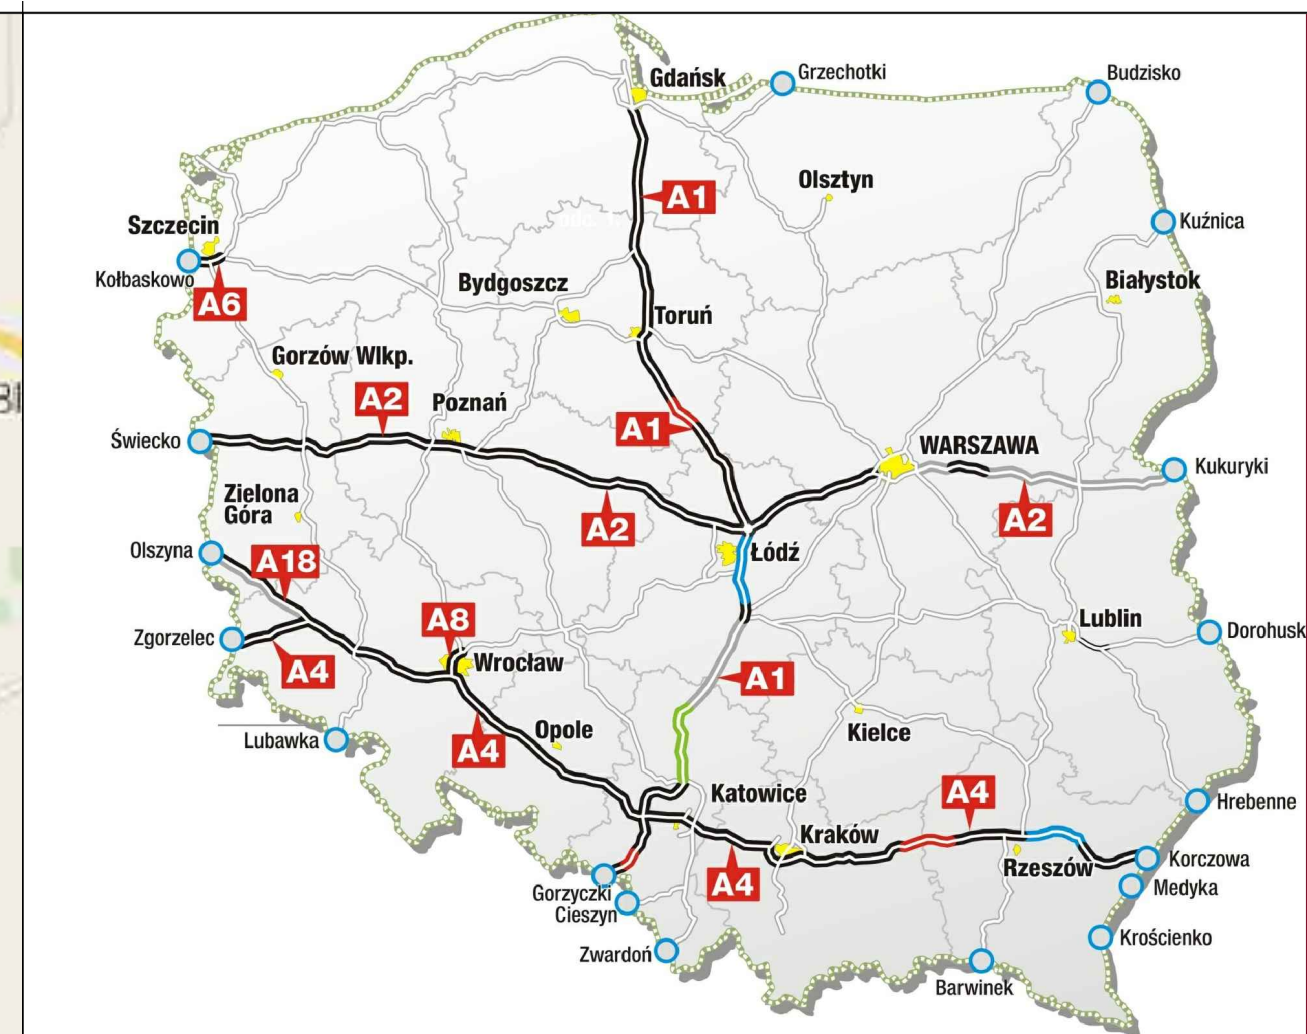 Gdańsk
Grzechotki
Budzisko
Olsztyn
A1
Szczecin
Kuźnica
Kołbaskowo
Białystok
Bydgoszcz
A6
Toruń
Gorzów Wlkp.
A2
Poznań
A1
Świecko
WARSZAWA
Kukuryki
Zielona
Góra
A2
A2
Olszyna
A18
Łódź
A8
Lublin
Zgorzelec
Dorohusk
A4
Wrocław
A1
Lubawka
A4
Opole
Kielce
Katowice
A4
Hrebenne
Kraków
Rzeszów
Korczowa
A4
Medyka
Gorzyczki
Cieszyn
Zwardoń
Krościenko
Barwinek